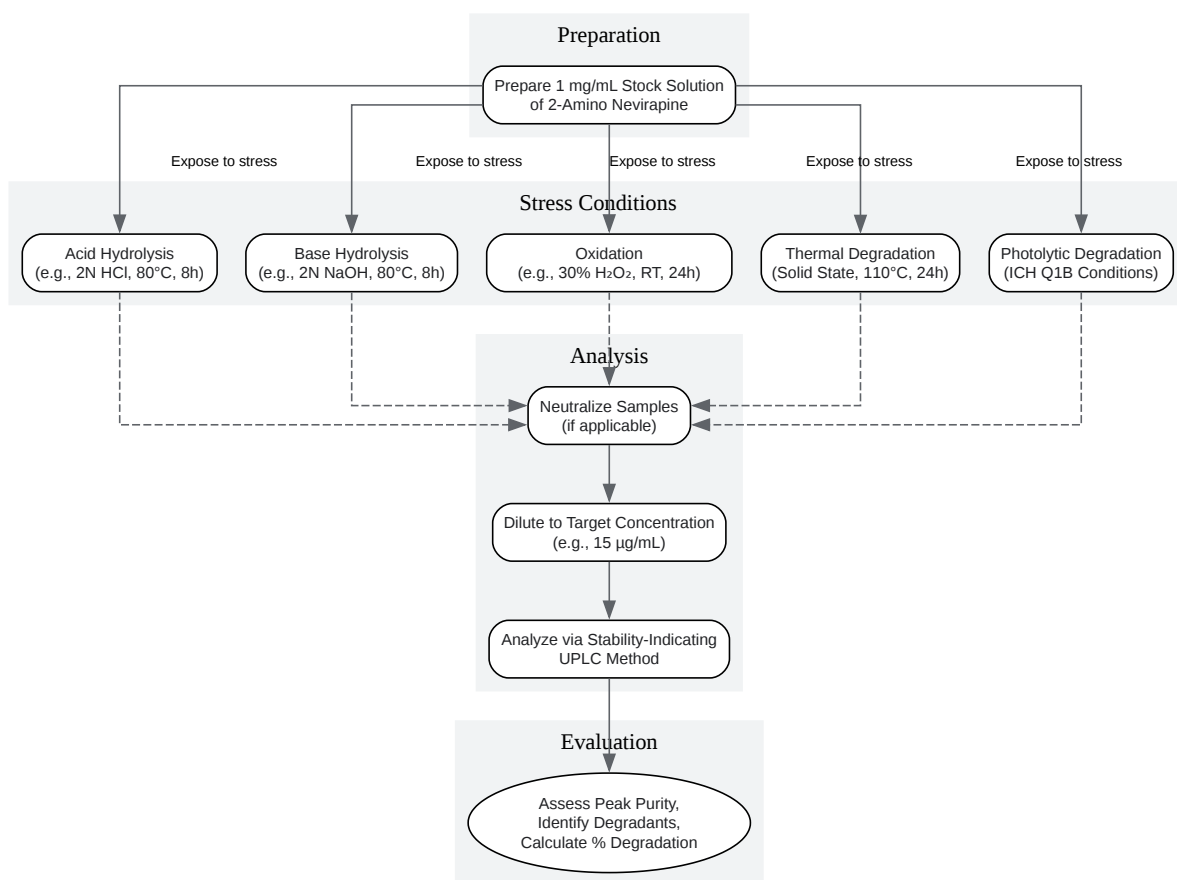 Preparation
Prepare 1 mg/mL Stock Solution
of 2-Amino Nevirapine
Expose to stress
Expose to stress
Expose to stress
Expose to stress
Expose to stress
Stress Conditions
Acid Hydrolysis
(e.g., 2N HCl, 80°C, 8h)
Base Hydrolysis
(e.g., 2N NaOH, 80°C, 8h)
Oxidation
(e.g., 30% H₂O₂, RT, 24h)
Thermal Degradation
(Solid State, 110°C, 24h)
Photolytic Degradation
(ICH Q1B Conditions)
Analysis
Neutralize Samples
(if applicable)
Dilute to Target Concentration
(e.g., 15 µg/mL)
Analyze via Stability-Indicating
UPLC Method
Evaluation
Assess Peak Purity,
Identify Degradants,
Calculate % Degradation